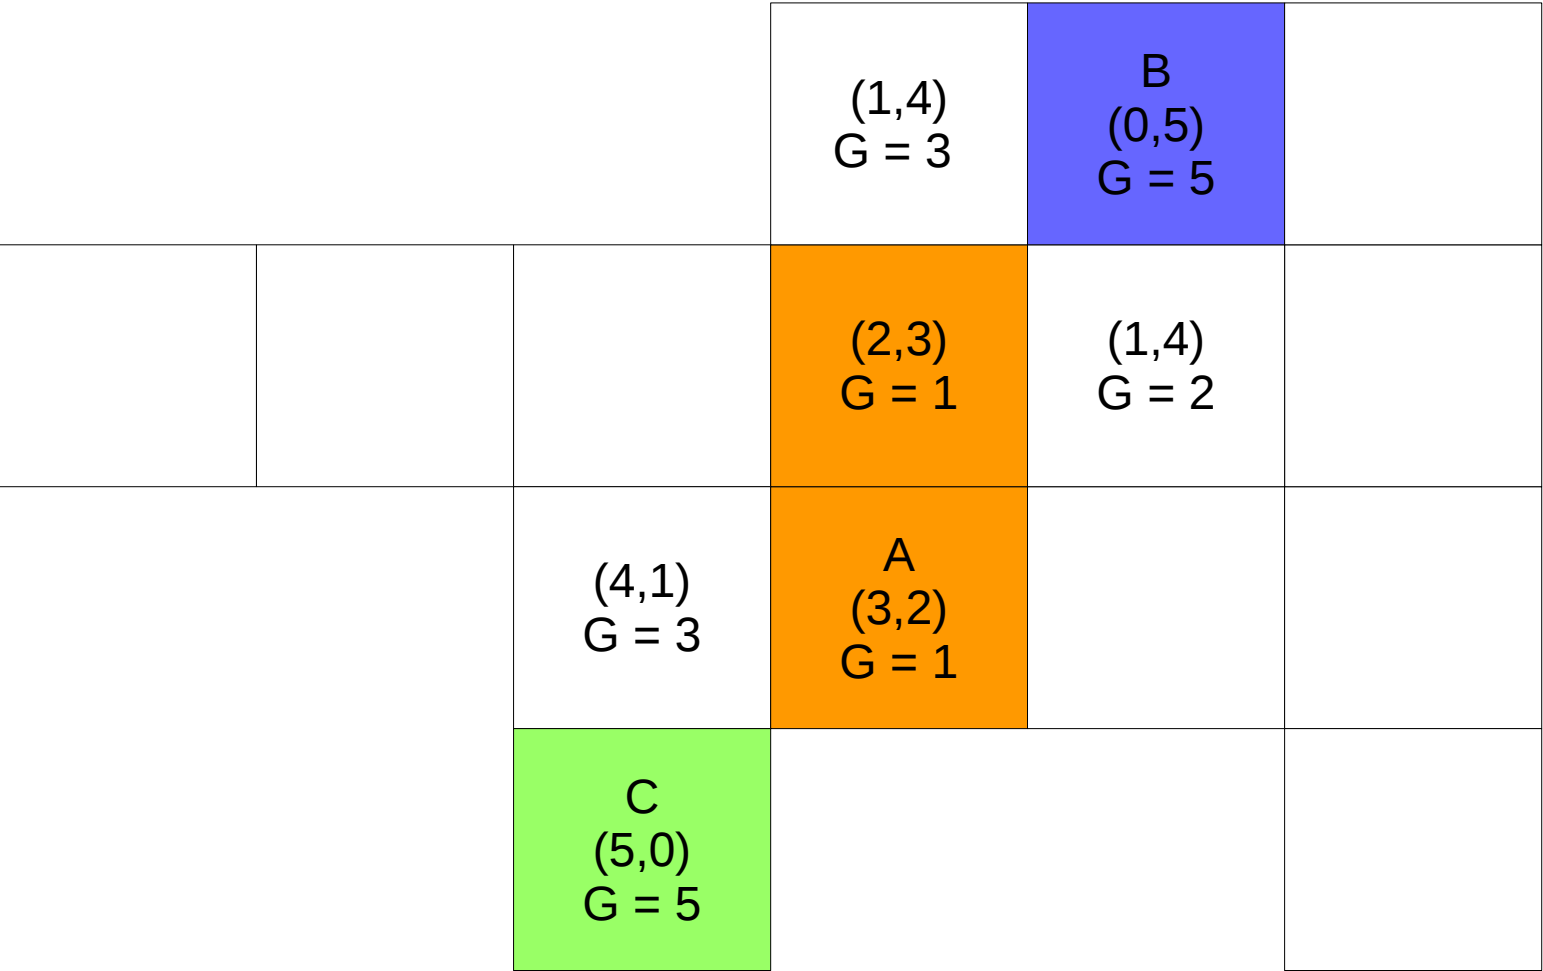 (1,4)
G = 3
B
(0,5)
G = 5
(2,3)
G = 1
(1,4)
G = 2
(4,1)
G = 3
A
(3,2)
G = 1
C
(5,0)
G = 5